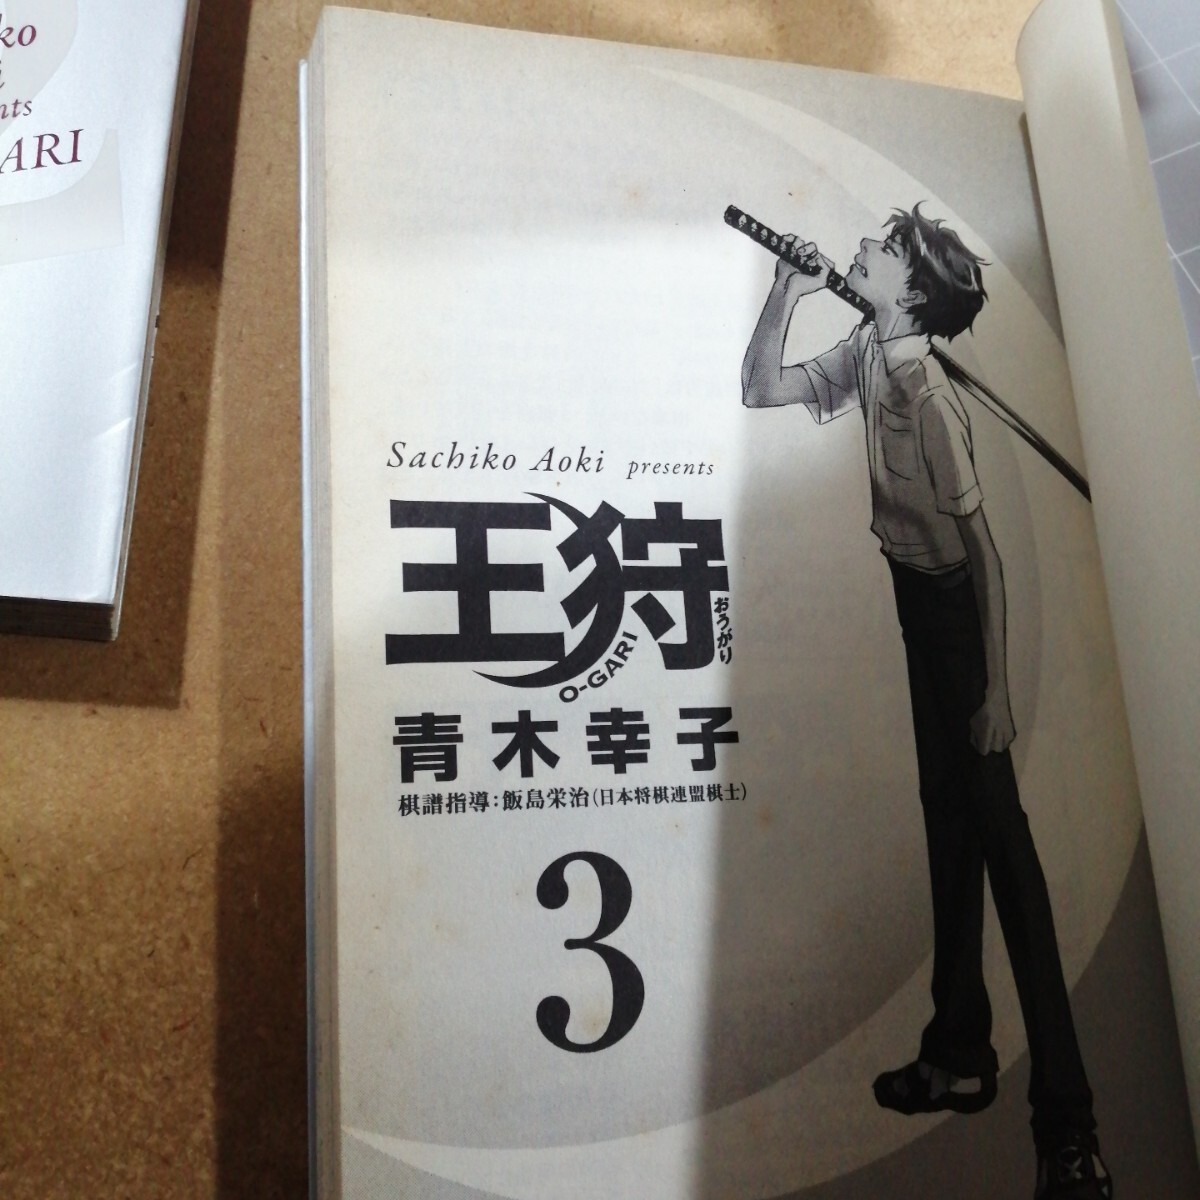 ARI
Sachiko Aoki presents
王狩
おうがり
O-GARI
青木幸子
棋譜指導:飯島栄治(日本将棋連盟棋士)
3